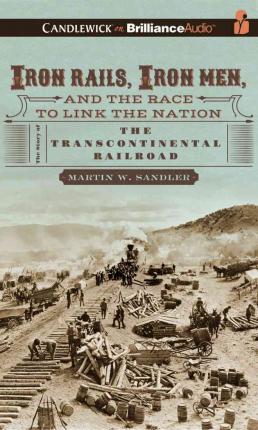 CANDLEWICK on BrillianceAudio™
IRON RAILS, IRON MEN,
AND THE RACE
TO LINK THE NATION
The Story of
THE
TRANSCONTINENTAL
RAILROAD
MARTIN W. SANDLER